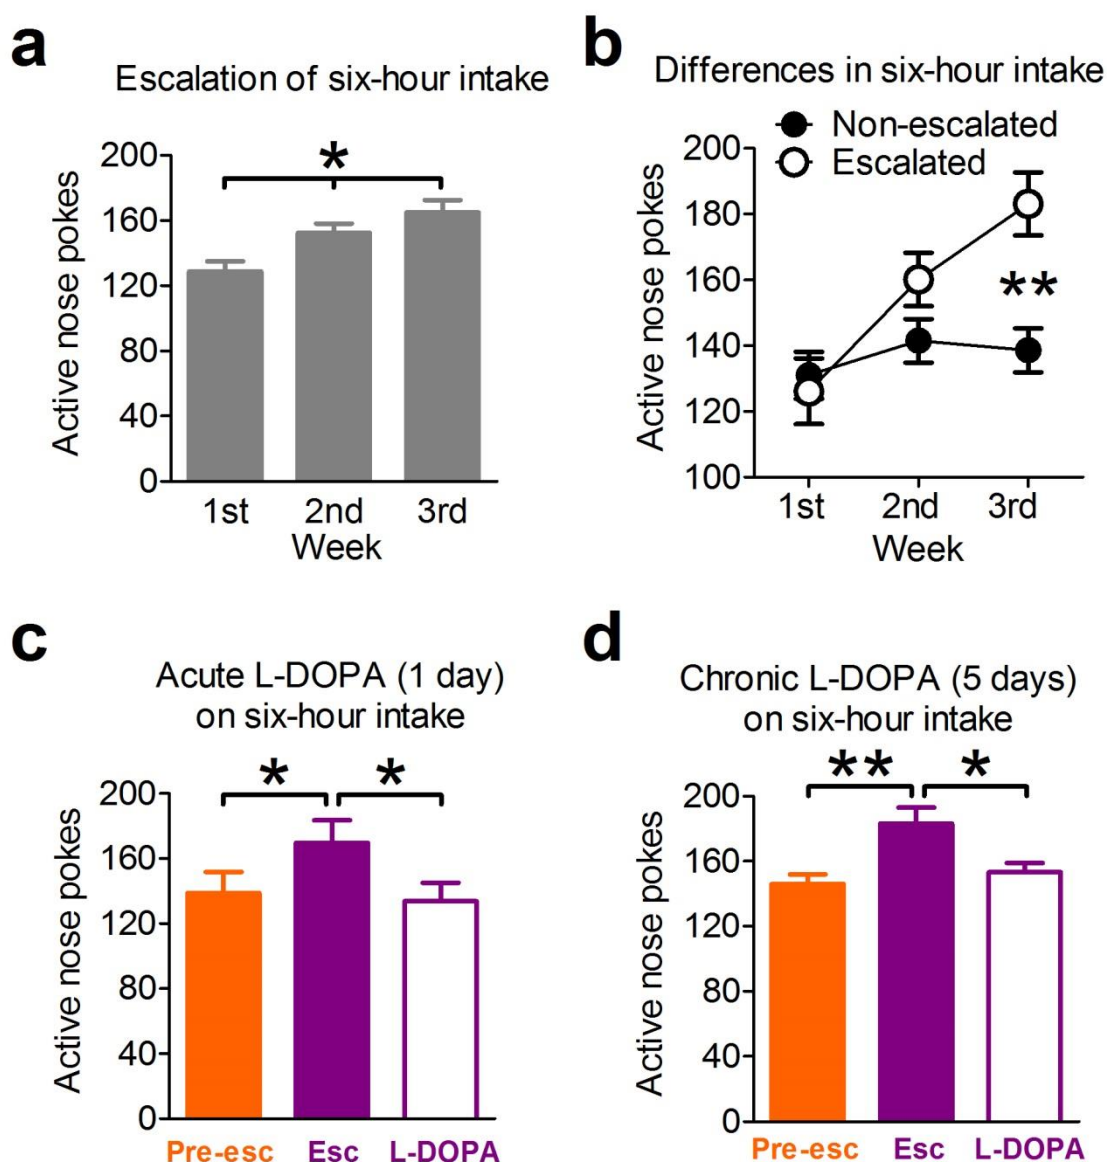 a
Escalation of six-hour intake
Active nose pokes
200
160
120
80
40
0
*
1st 2nd 3rd
Week
b
Differences in six-hour intake
Non-escalated
Escalated
Active nose pokes
200
180
160
140
120
100
**
1st 2nd 3rd
Week
c
Acute L-DOPA (1 day)
on six-hour intake
Active nose pokes
200
160
120
80
40
0
* *
Pre-esc Esc L-DOPA
d
Chronic L-DOPA (5 days)
on six-hour intake
Active nose pokes
200
160
120
80
40
0
** *
Pre-esc Esc L-DOPA